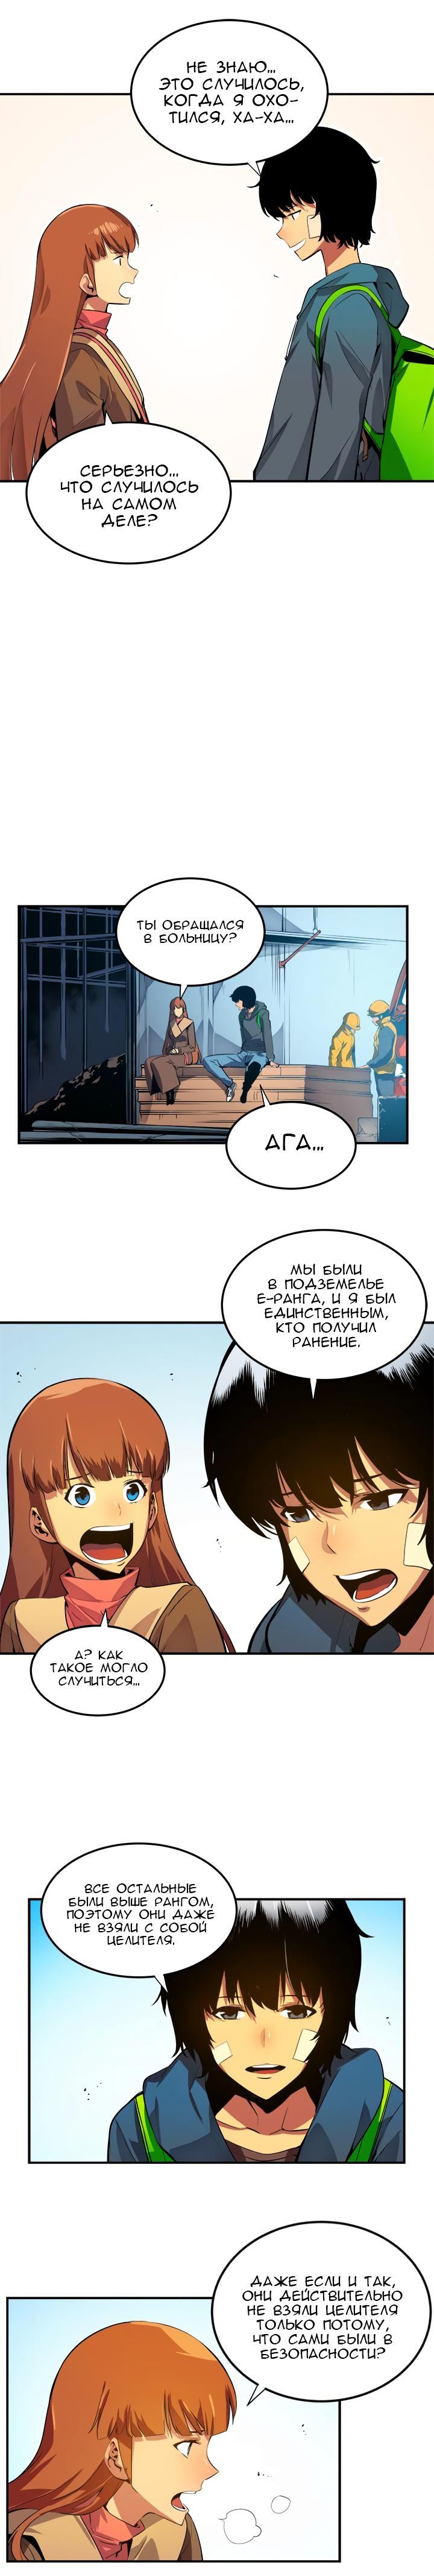 НЕ ЗНАЮ...
ЭТО СЛУЧИЛОСЬ,
КОГДА Я ОХО-
ТИЛСЯ, ХА-ХА...
СЕРЬЕЗНО...
ЧТО СЛУЧИЛОСЬ
НА САМОМ
ДЕЛЕ?
ТЫ ОБРАЩАЛСЯ
В БОЛЬНИЦУ?
АГА...
МЫ БЫЛИ
В ПОДЗЕМЕЛЬЕ
Е-РАНГА, И Я БЫЛ
ЕДИНСТВЕННЫМ,
КТО ПОЛУЧИЛ
РАНЕНИЕ.
А? КАК
ТАКОЕ МОГЛО
СЛУЧИТЬСЯ...
ВСЕ ОСТАЛЬНЫЕ
БЫЛИ ВЫШЕ РАНГОМ,
ПОЭТОМУ ОНИ ДАЖЕ
НЕ ВЗЯЛИ С СОБОЙ
ЦЕЛИТЕЛЯ.
ДАЖЕ ЕСЛИ И ТАК,
ОНИ ДЕЙСТВИТЕЛЬНО
НЕ ВЗЯЛИ ЦЕЛИТЕЛЯ
ТОЛЬКО ПОТОМУ,
ЧТО САМИ БЫЛИ В
БЕЗОПАСНОСТИ?